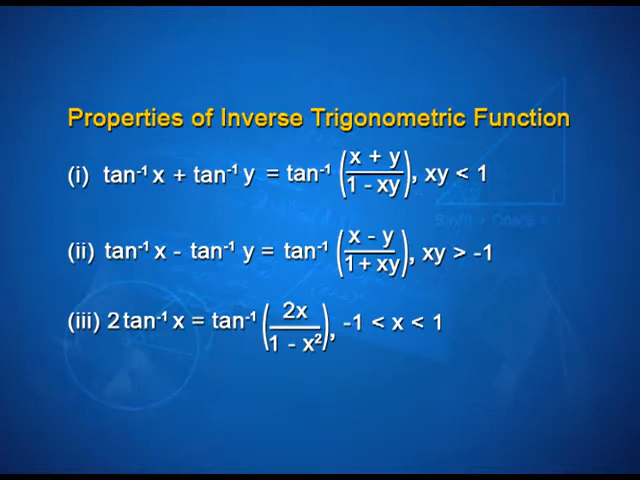 Properties of Inverse Trigonometric Function
(i) tan⁻¹ x + tan⁻¹ y = tan⁻¹ ((x + y)/(1 - xy)), xy < 1
(ii) tan⁻¹ x - tan⁻¹ y = tan⁻¹ ((x - y)/(1 + xy)), xy > -1
(iii) 2 tan⁻¹ x = tan⁻¹ (2x/(1 - x²)), -1 < x < 1